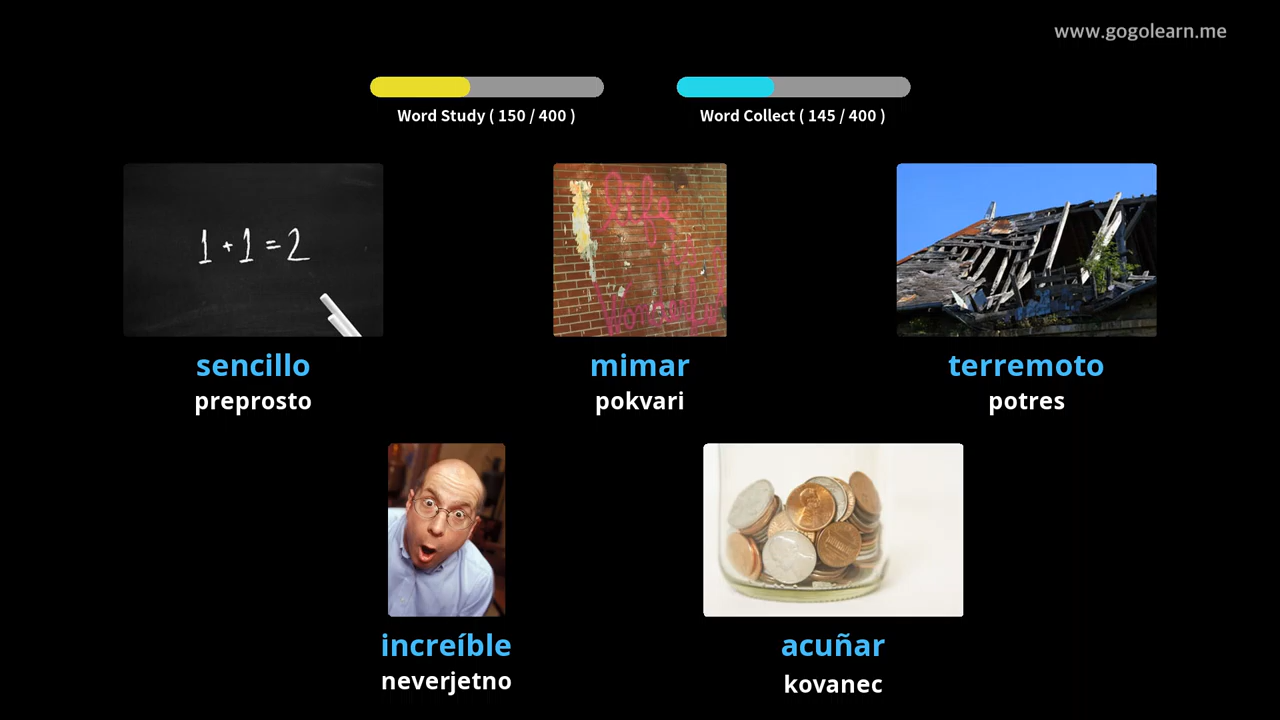 www.gogolearn.me
Word Study ( 150 / 400 )
Word Collect ( 145 / 400 )
1 + 1 = 2
sencillo
preprosto
mimar
pokvari
terremoto
potres
increíble
neverjetno
acuñar
kovanec